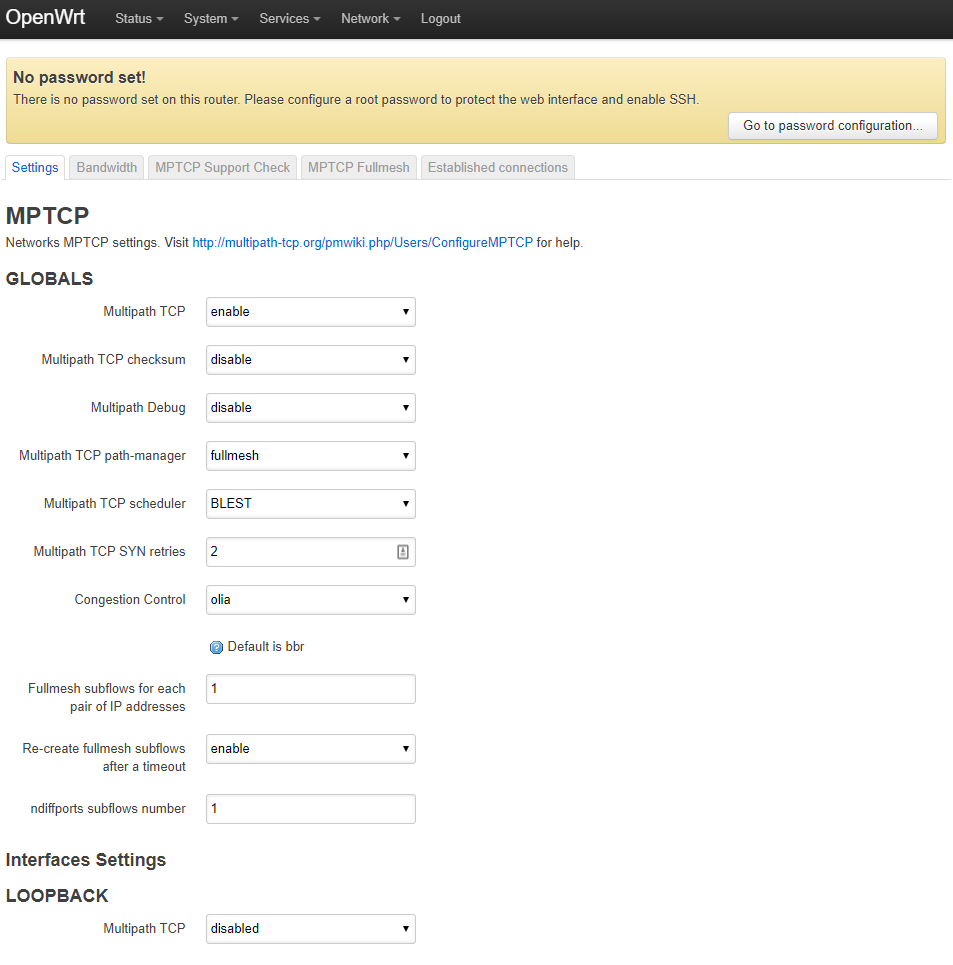 OpenWrt Status System Services Network Logout
No password set!
There is no password set on this router. Please configure a root password to protect the web interface and enable SSH.
Go to password configuration...
Settings Bandwidth MPTCP Support Check MPTCP Fullmesh Established connections
MPTCP
Networks MPTCP settings. Visit http://multipath-tcp.org/pmwiki.php/Users/ConfigureMPTCP for help.
GLOBALS
Multipath TCP enable
Multipath TCP checksum disable
Multipath Debug disable
Multipath TCP path-manager fullmesh
Multipath TCP scheduler BLEST
Multipath TCP SYN retries 2
Congestion Control olia
Default is bbr
Fullmesh subflows for each 1
pair of IP addresses
Re-create fullmesh subflows enable
after a timeout
ndiffports subflows number 1
Interfaces Settings
LOOPBACK
Multipath TCP disabled